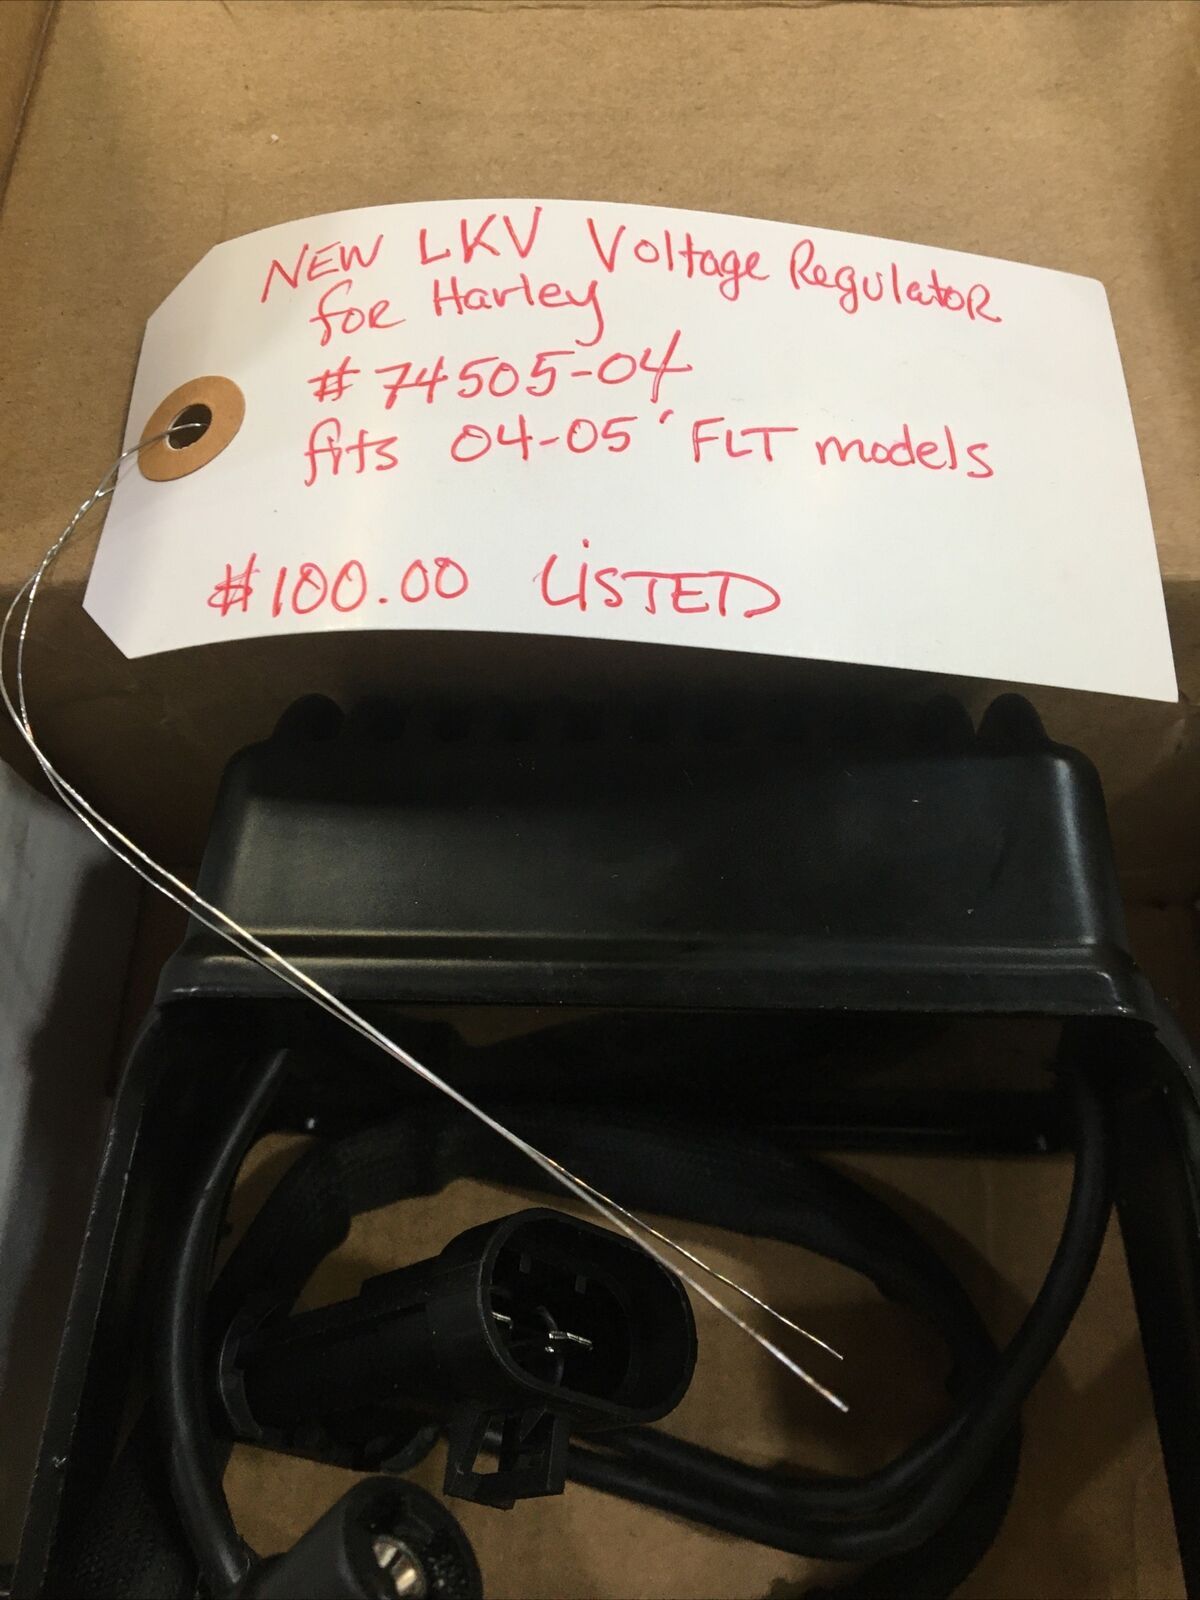 NEW LKV Voltage Regulator
for Harley
#74505-04
fits 04-05' FLT models
$100.00 LISTED